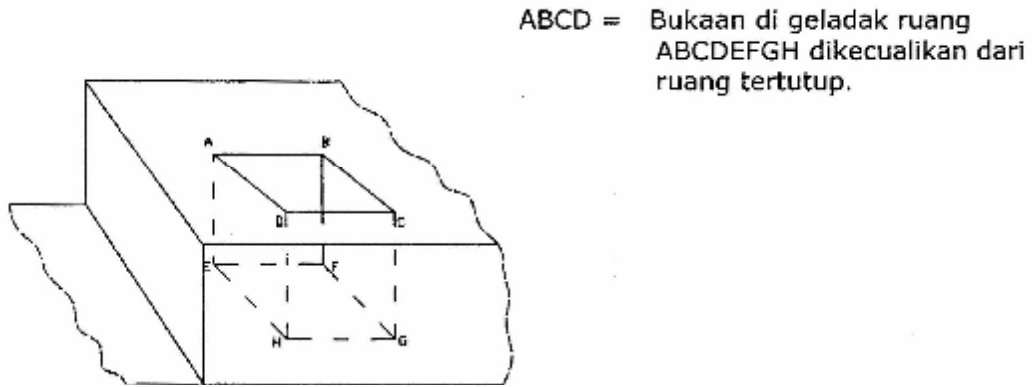 ABCD = Bukaan di geladak ruang
ABCDEFGH dikecualikan dari
ruang tertutup.
A B
D C
E F
H G